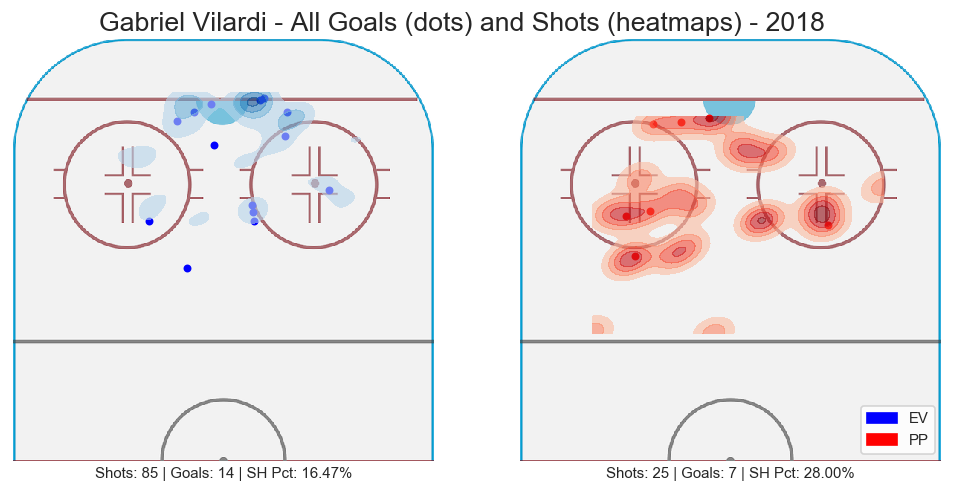 Gabriel Vilardi - All Goals (dots) and Shots (heatmaps) - 2018
EV
PP
Shots: 85 | Goals: 14 | SH Pct: 16.47%
Shots: 25 | Goals: 7 | SH Pct: 28.00%